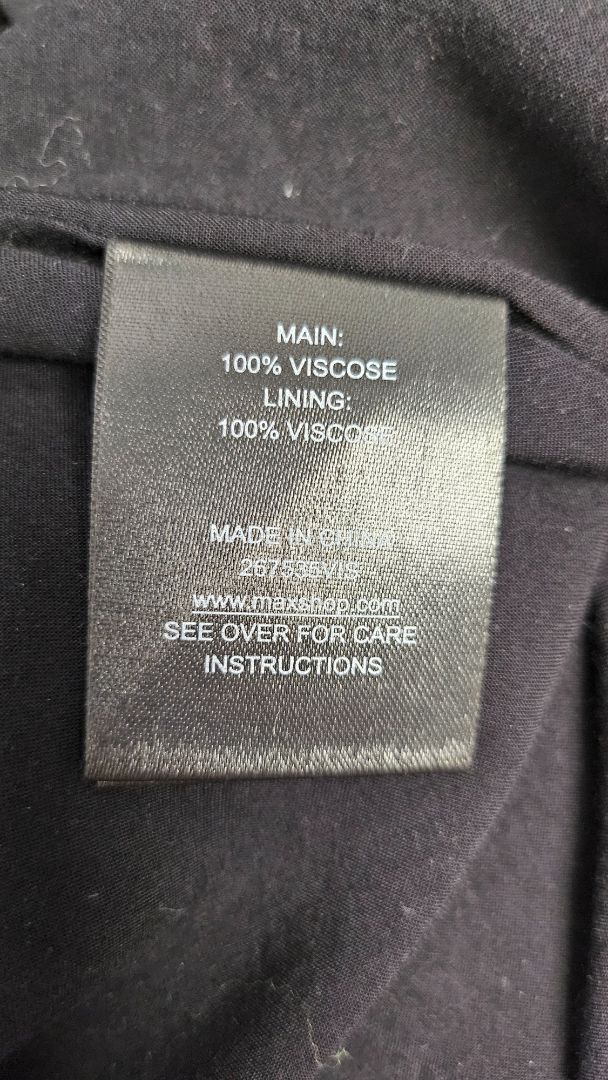 MAIN:
100% VISCOSE
LINING:
100% VISCOSE
MADE IN CHINA
267535VIS
www.maxshop.com
SEE OVER FOR CARE
INSTRUCTIONS